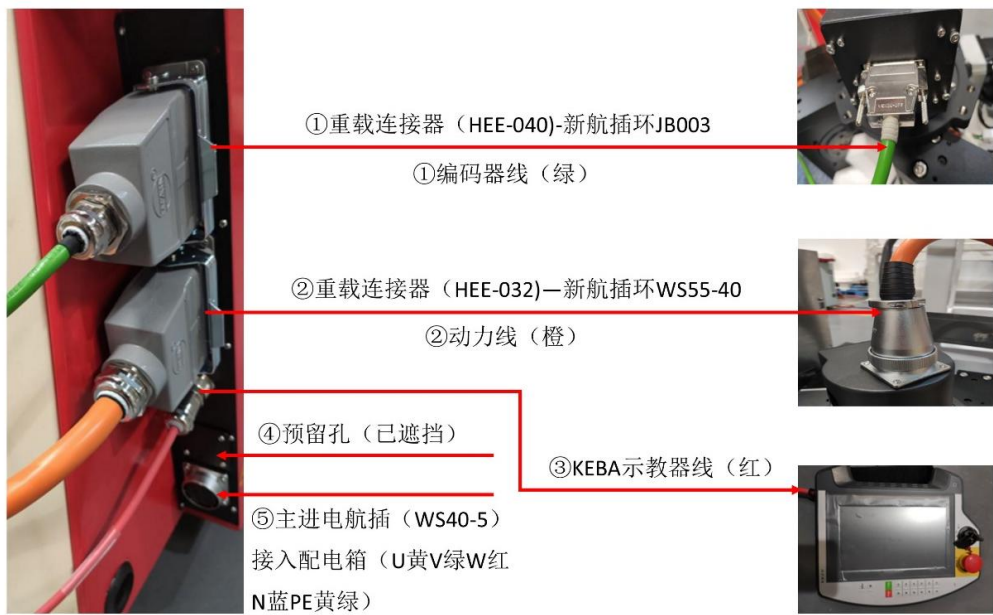 ①重载连接器（HEE-040)-新航插环JB003
①编码器线（绿）
②重载连接器（HEE-032)—新航插环WS55-40
②动力线（橙）
④预留孔（已遮挡）
③KEBA示教器线（红）
⑤主进电航插（WS40-5）
接入配电箱（U黄V绿W红
N蓝PE黄绿）